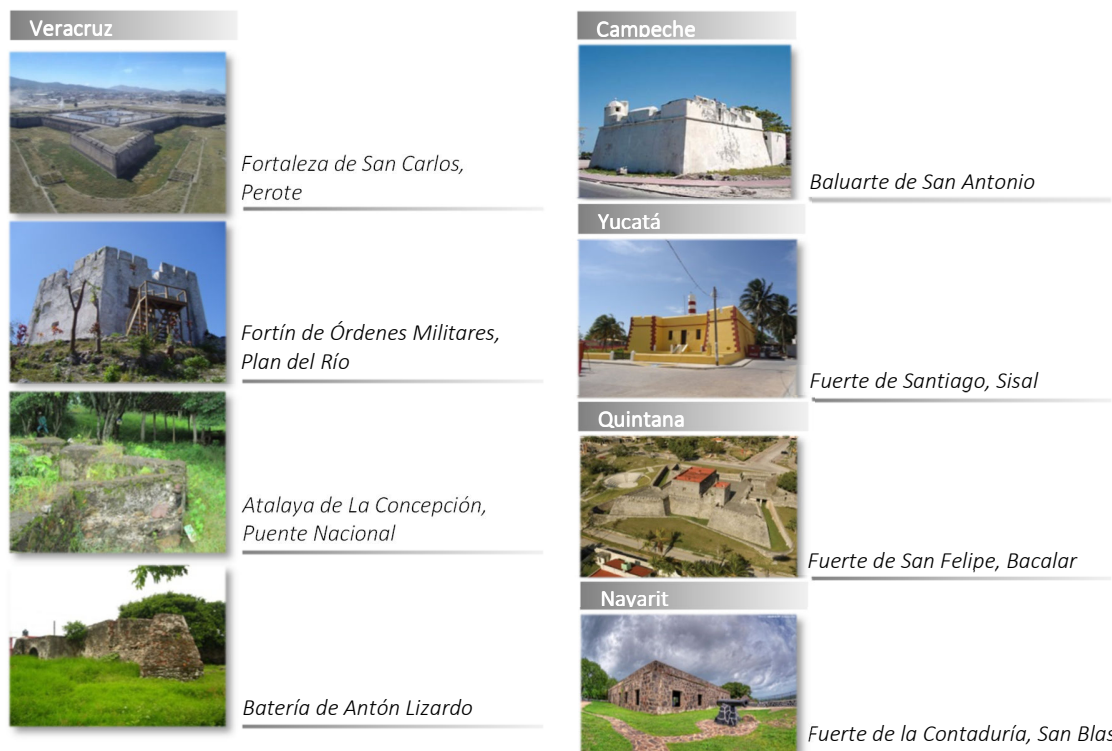 Veracruz
Fortaleza de San Carlos,
Perote
Fortín de Órdenes Militares,
Plan del Río
Atalaya de La Concepción,
Puente Nacional
Batería de Antón Lizardo
Campeche
Baluarte de San Antonio
Yucatá
Fuerte de Santiago, Sisal
Quintana
Fuerte de San Felipe, Bacalar
Nayarit
Fuerte de la Contaduría, San Blas